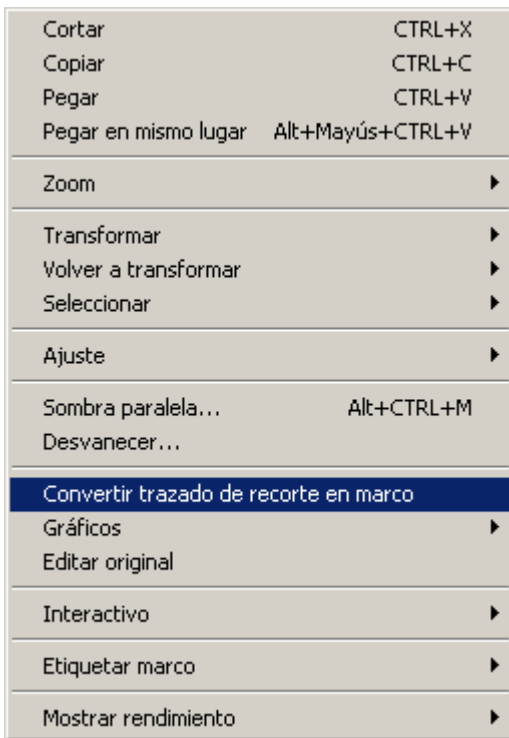 Cortar CTRL+X
Copiar CTRL+C
Pegar CTRL+V
Pegar en mismo lugar Alt+Mayús+CTRL+V
Zoom
Transformar
Volver a transformar
Seleccionar
Ajuste
Sombra paralela... Alt+CTRL+M
Desvanecer...
Convertir trazado de recorte en marco
Gráficos
Editar original
Interactivo
Etiquetar marco
Mostrar rendimiento